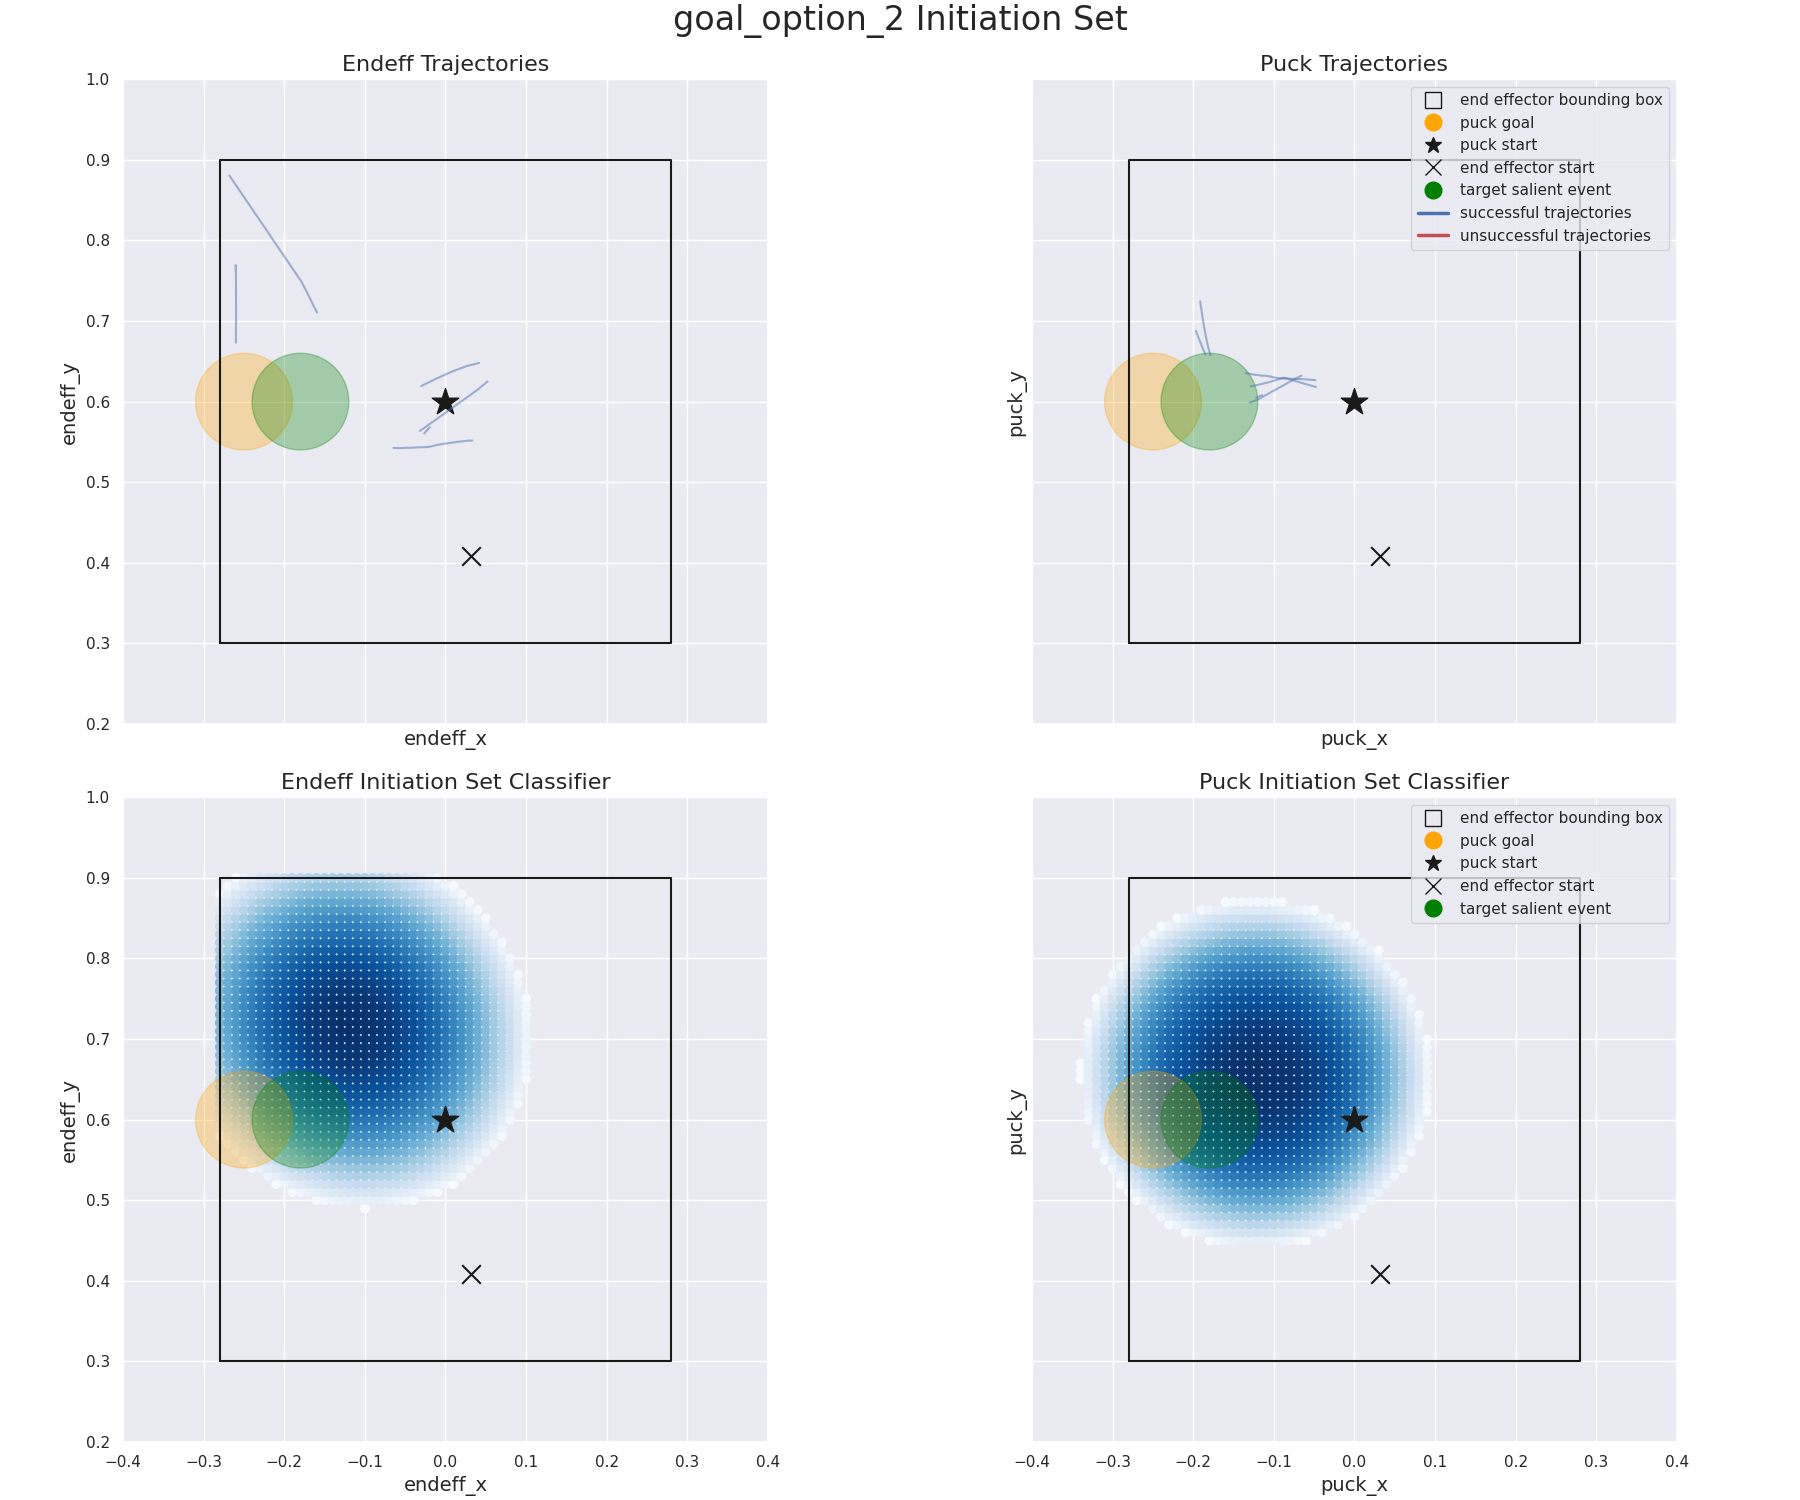 goal_option_2 Initiation Set
Endeff Trajectories
1.0
0.9
0.8
0.7
0.6
0.5
0.4
0.3
0.2
endeff_y
endeff_x
Puck Trajectories
end effector bounding box
puck goal
puck start
end effector start
target salient event
successful trajectories
unsuccessful trajectories
puck_y
puck_x
Endeff Initiation Set Classifier
1.0
0.9
0.8
0.7
0.6
0.5
0.4
0.3
0.2
endeff_y
−0.4 −0.3 −0.2 −0.1 0.0 0.1 0.2 0.3 0.4
endeff_x
Puck Initiation Set Classifier
end effector bounding box
puck goal
puck start
end effector start
target salient event
puck_y
−0.4 −0.3 −0.2 −0.1 0.0 0.1 0.2 0.3 0.4
puck_x